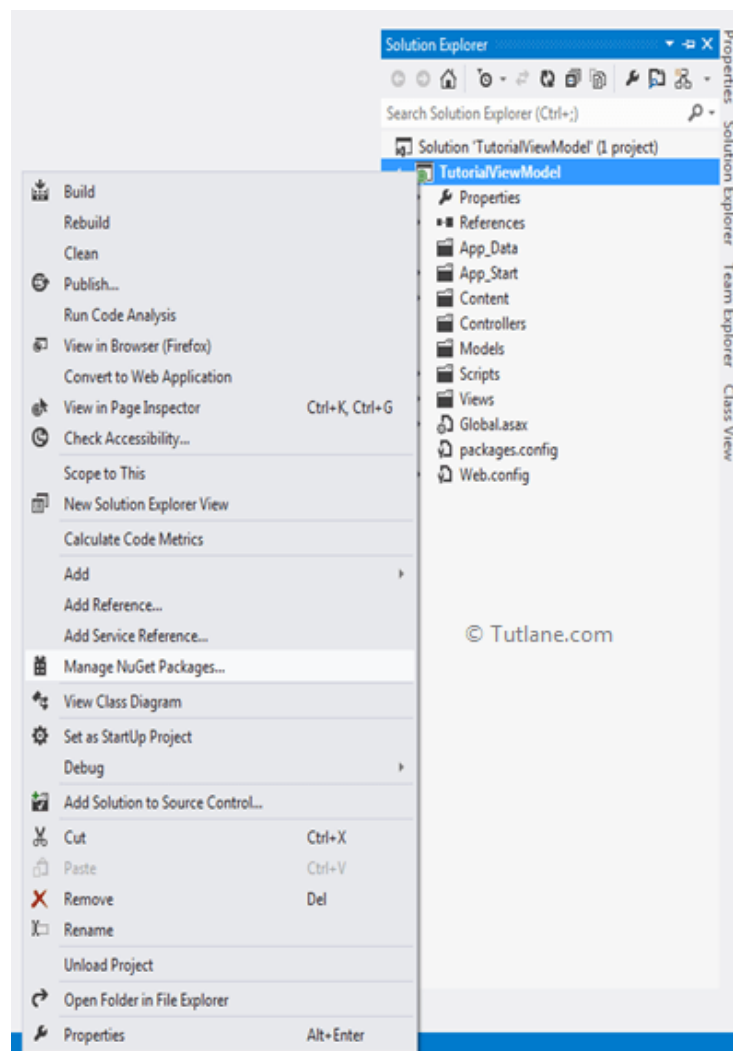 Solution Explorer
Search Solution Explorer (Ctrl+;)
Solution 'TutorialViewModel' (1 project)
TutorialViewModel
Properties
References
App_Data
App_Start
Content
Controllers
Models
Scripts
Views
Global.asax
packages.config
Web.config
Build
Rebuild
Clean
Publish...
Run Code Analysis
View in Browser (Firefox)
Convert to Web Application
View in Page Inspector Ctrl+K, Ctrl+G
Check Accessibility...
Scope to This
New Solution Explorer View
Calculate Code Metrics
Add
Add Reference...
Add Service Reference...
Manage NuGet Packages...
View Class Diagram
Set as StartUp Project
Debug
Add Solution to Source Control...
Cut Ctrl+X
Paste Ctrl+V
Remove Del
Rename
Unload Project
Open Folder in File Explorer
Properties Alt+Enter
© Tutlane.com
Properties
Solution Explorer
Team Explorer
Class View